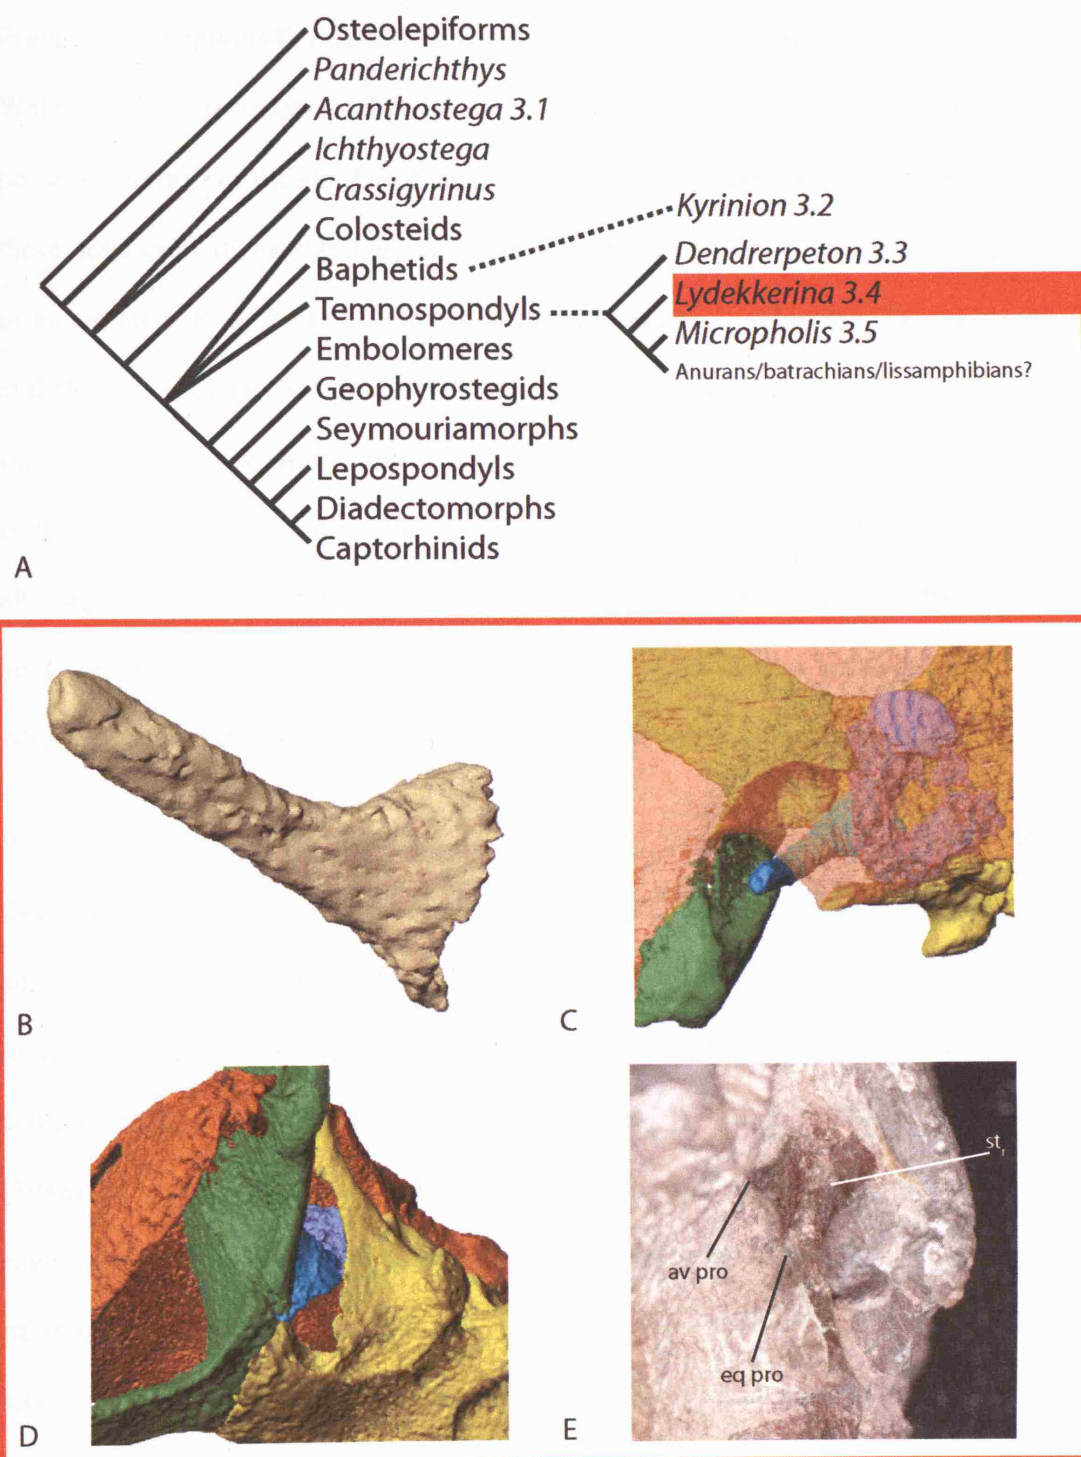 Osteolepiforms
Panderichthys
Acanthostega 3.1
Ichthyostega
Crassigyrinus
Colosteids
Baphetids
Temnospondyls
Embolomeres
Geophyrostegids
Seymouriamorphs
Lepospondyls
Diadectomorphs
Captorhinids
Kyrinion 3.2
Dendrerpeton 3.3
Lydekkerina 3.4
Micropholis 3.5
Anurans/batrachians/lissamphibians?
A
B
C
D
st r
av pro
eq pro
E